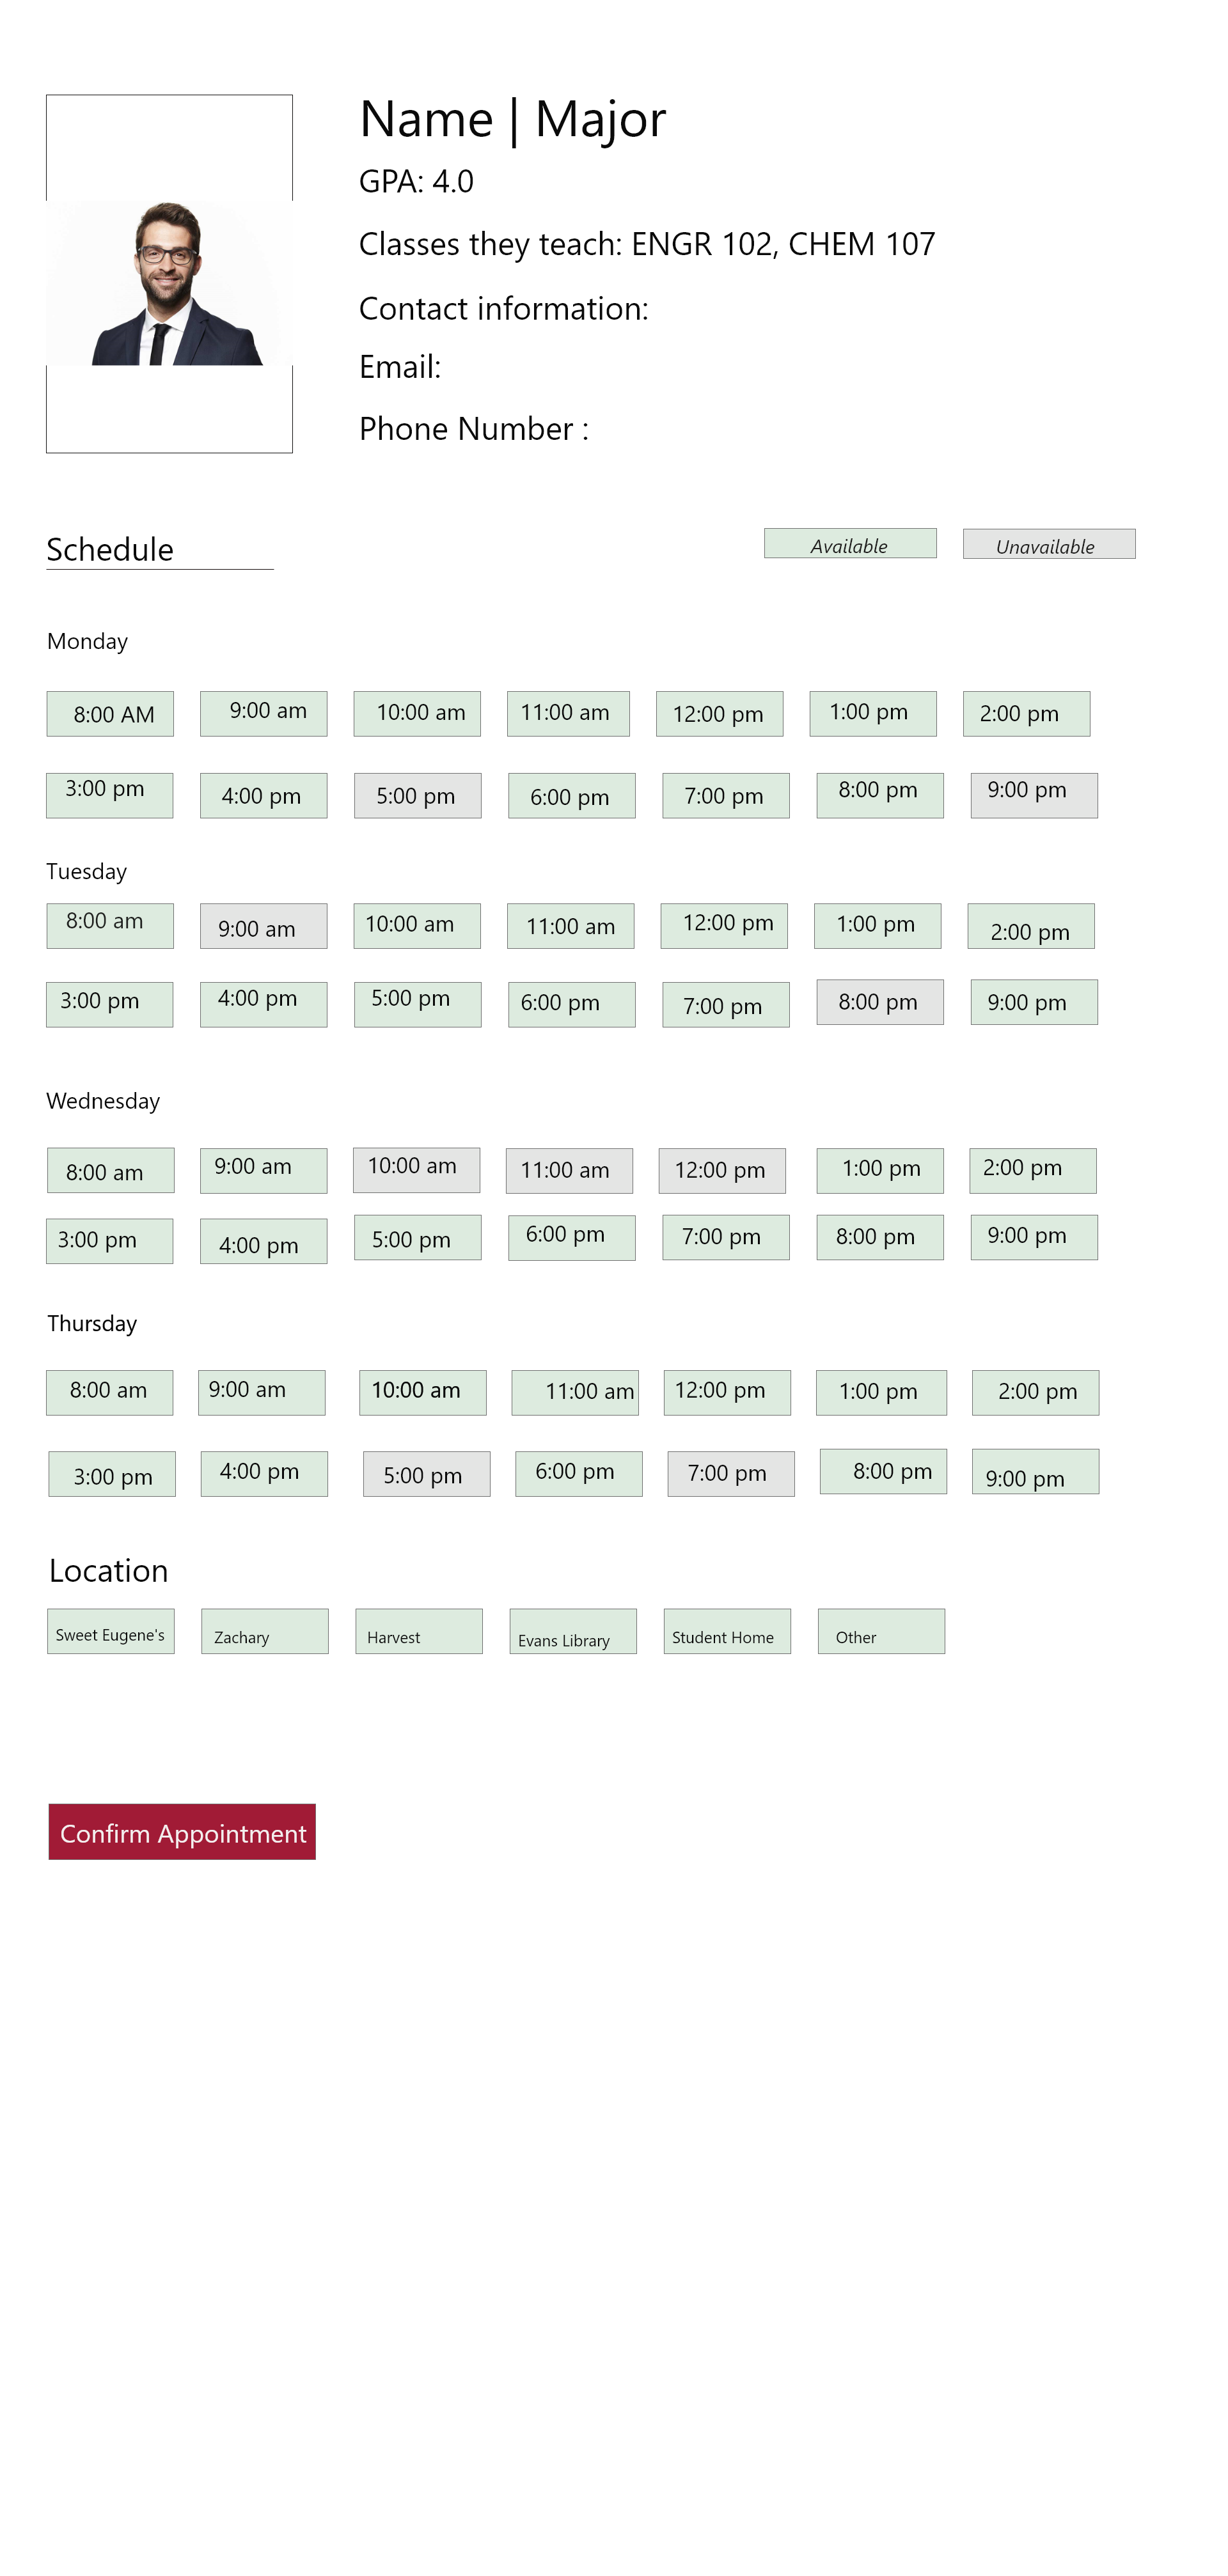 Name | Major
GPA: 4.0
Classes they teach: ENGR 102, CHEM 107
Contact information:
Email:
Phone Number :
Schedule
Available Unavailable
Monday
8:00 AM 9:00 am 10:00 am 11:00 am 12:00 pm 1:00 pm 2:00 pm
3:00 pm 4:00 pm 5:00 pm 6:00 pm 7:00 pm 8:00 pm 9:00 pm
Tuesday
8:00 am 9:00 am 10:00 am 11:00 am 12:00 pm 1:00 pm 2:00 pm
3:00 pm 4:00 pm 5:00 pm 6:00 pm 7:00 pm 8:00 pm 9:00 pm
Wednesday
8:00 am 9:00 am 10:00 am 11:00 am 12:00 pm 1:00 pm 2:00 pm
3:00 pm 4:00 pm 5:00 pm 6:00 pm 7:00 pm 8:00 pm 9:00 pm
Thursday
8:00 am 9:00 am 10:00 am 11:00 am 12:00 pm 1:00 pm 2:00 pm
3:00 pm 4:00 pm 5:00 pm 6:00 pm 7:00 pm 8:00 pm 9:00 pm
Location
Sweet Eugene's Zachary Harvest Evans Library Student Home Other
Confirm Appointment